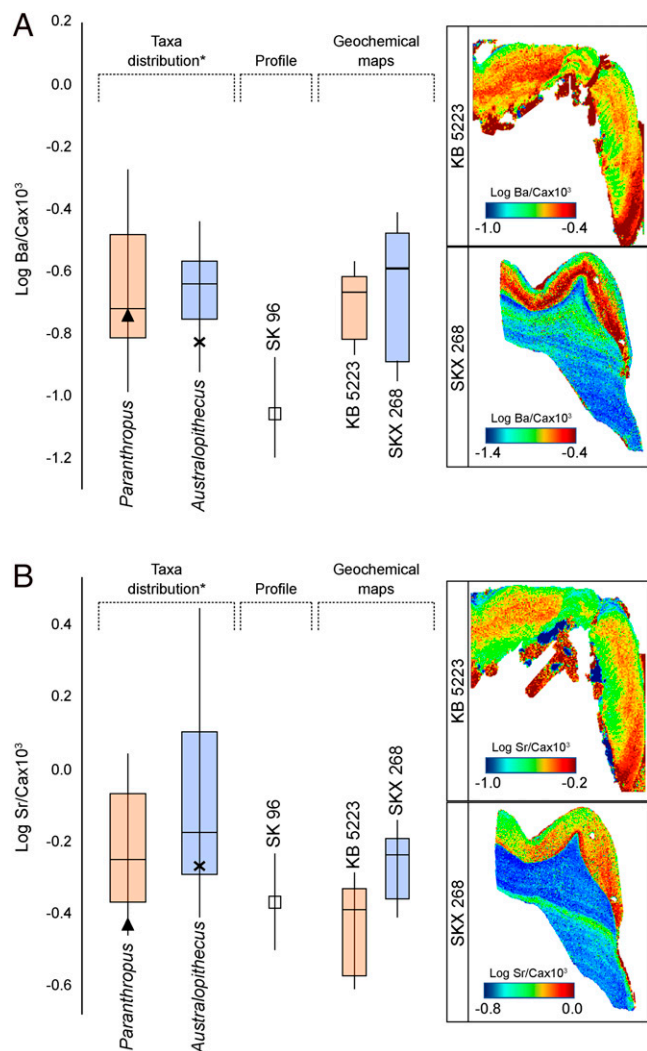 A
Taxa
distribution*
Profile
Geochemical
maps
0.2
0.0
-0.2
-0.4
-0.6
-0.8
-1.0
-1.2
Log Ba/Cax10³
Paranthropus
Australopithecus
SK 96
KB 5223
SKX 268
KB 5223
Log Ba/Cax10³
-1.0 -0.4
SKX 268
Log Ba/Cax10³
-1.4 -0.4
B
Taxa
distribution*
Profile
Geochemical
maps
0.4
0.2
0.0
-0.2
-0.4
-0.6
Log Sr/Cax10³
Paranthropus
Australopithecus
SK 96
KB 5223
SKX 268
KB 5223
Log Sr/Cax10³
-1.0 -0.2
SKX 268
Log Sr/Cax10³
-0.8 0.0